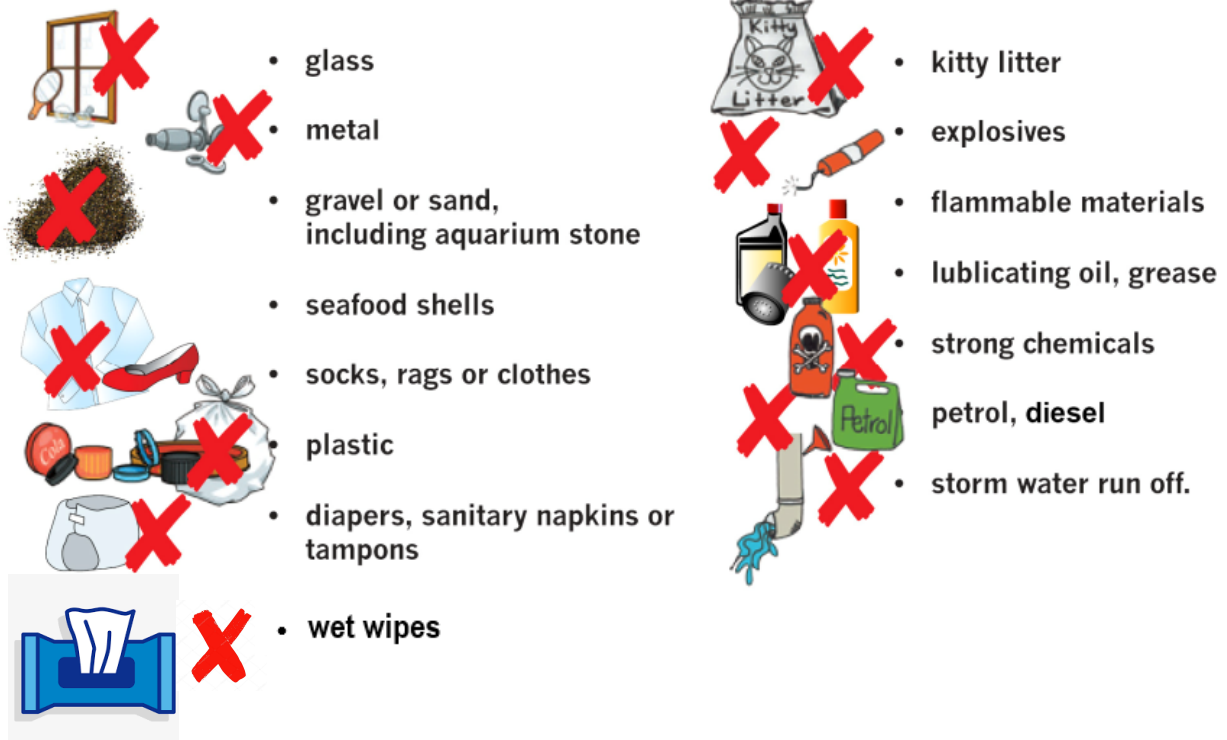 • glass
• metal
• gravel or sand,
including aquarium stone
• seafood shells
• socks, rags or clothes
• plastic
• diapers, sanitary napkins or
tampons
• wet wipes
Cola
Kitty
Litter
• kitty litter
• explosives
• flammable materials
• lublicating oil, grease
• strong chemicals
petrol, diesel
• storm water run off.
Petrol